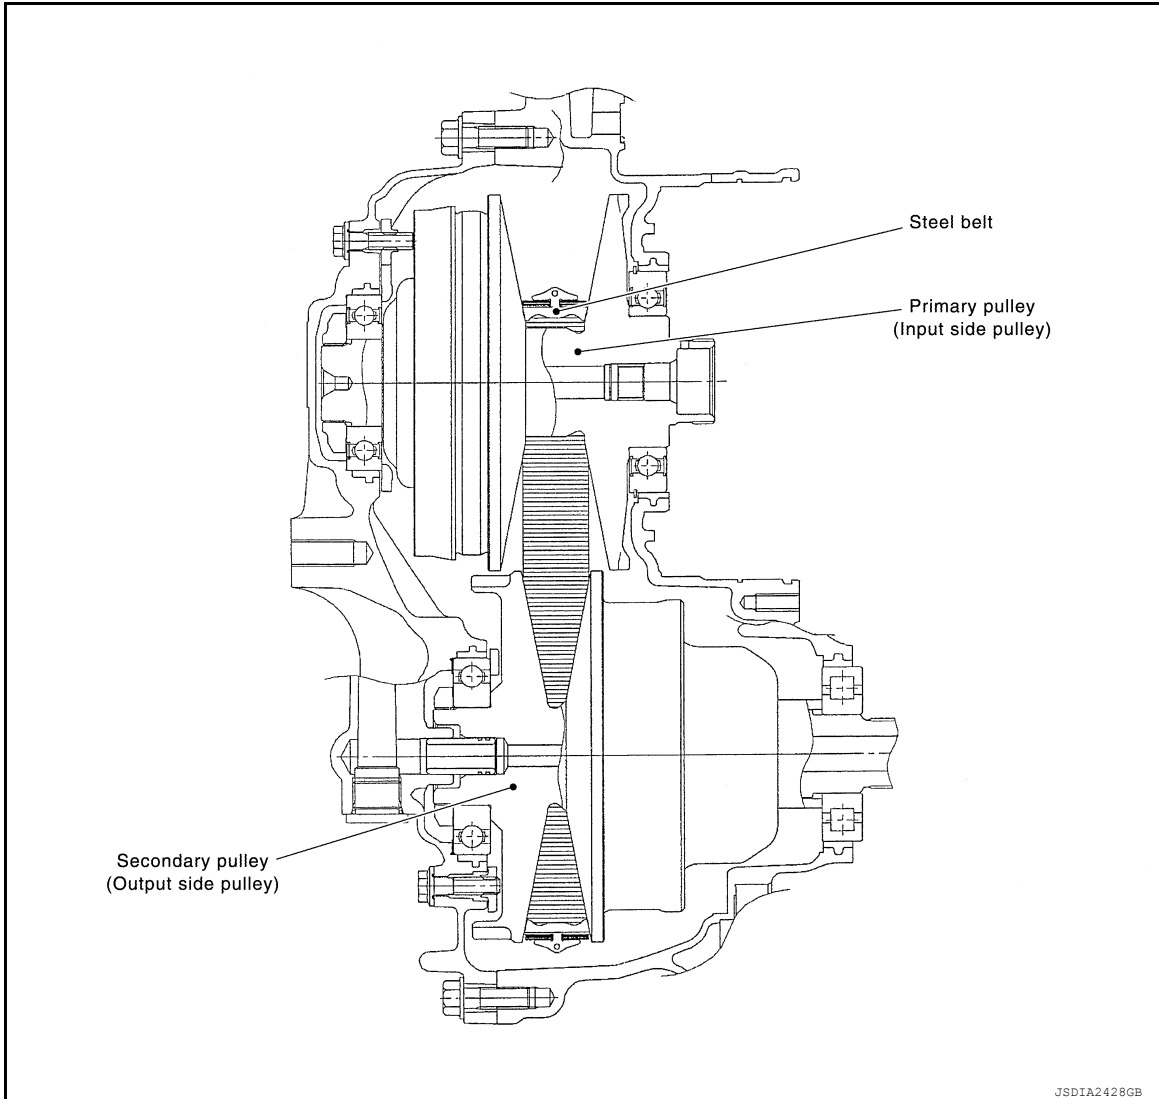 Steel belt
Primary pulley
(Input side pulley)
Secondary pulley
(Output side pulley)
JSDIA2428GB